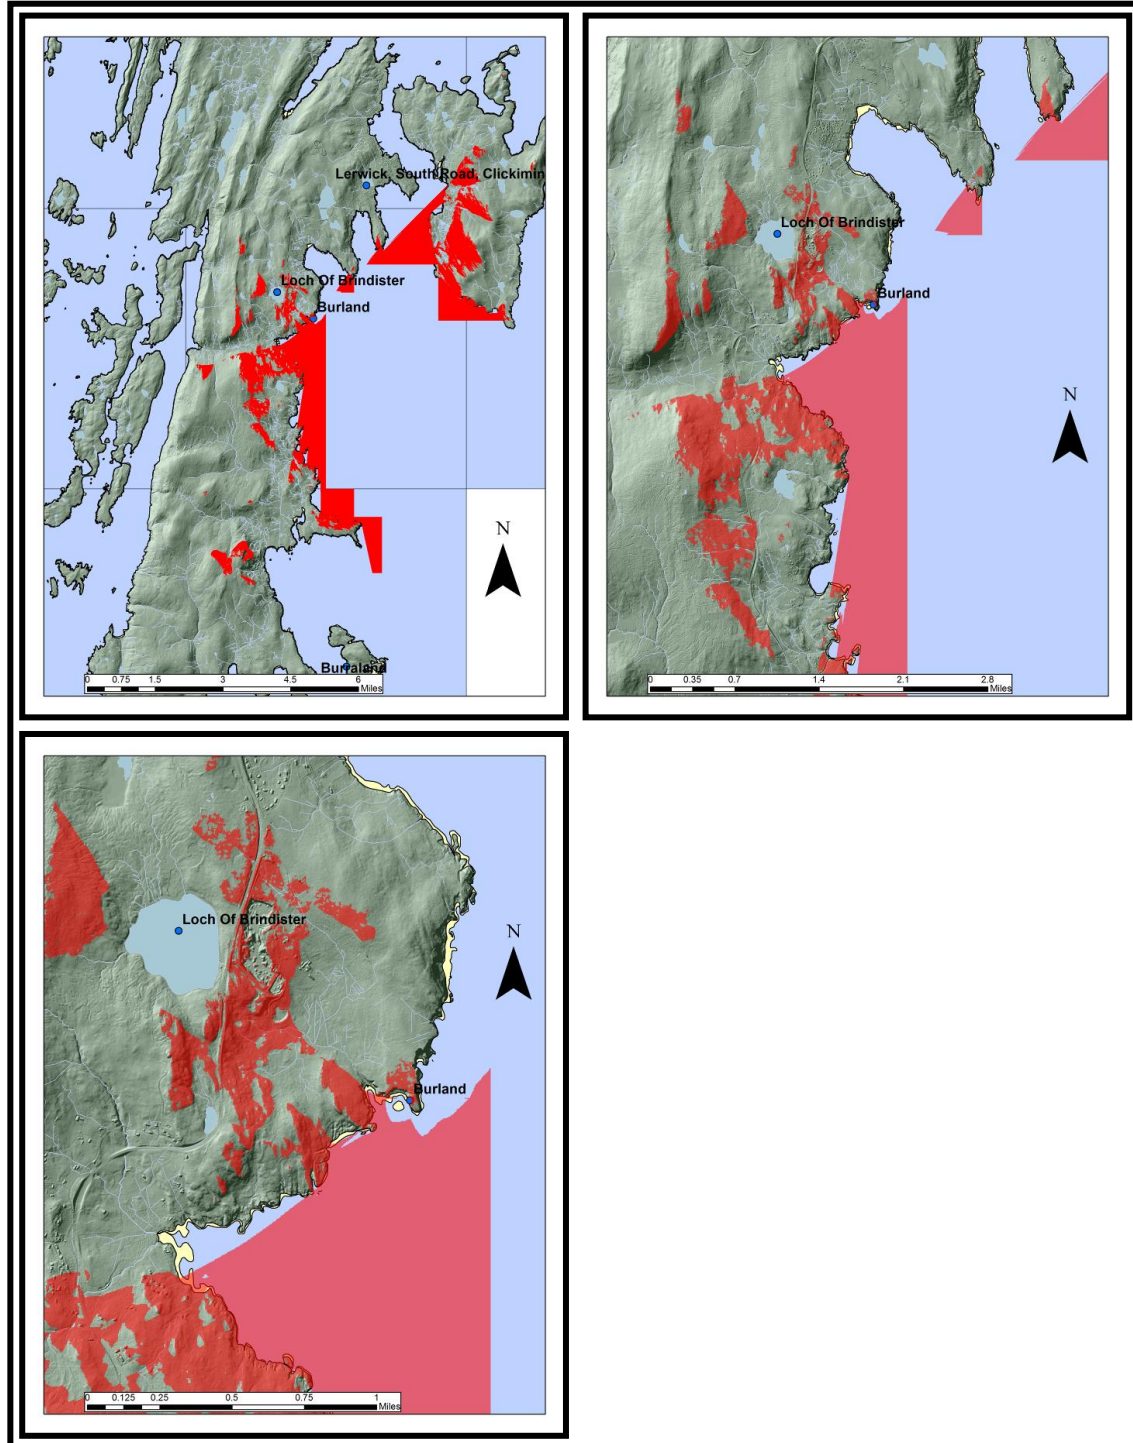 Lerwick, South Road, Clickimin
Loch Of Brindister
Burland
N
Burraland
0 0.75 1.5 3 4.5 6
Miles
Loch Of Brindister
Burland
N
0 0.35 0.7 1.4 2.1 2.8
Miles
Loch Of Brindister
N
Burland
0 0.125 0.25 0.5 0.75 1
Miles